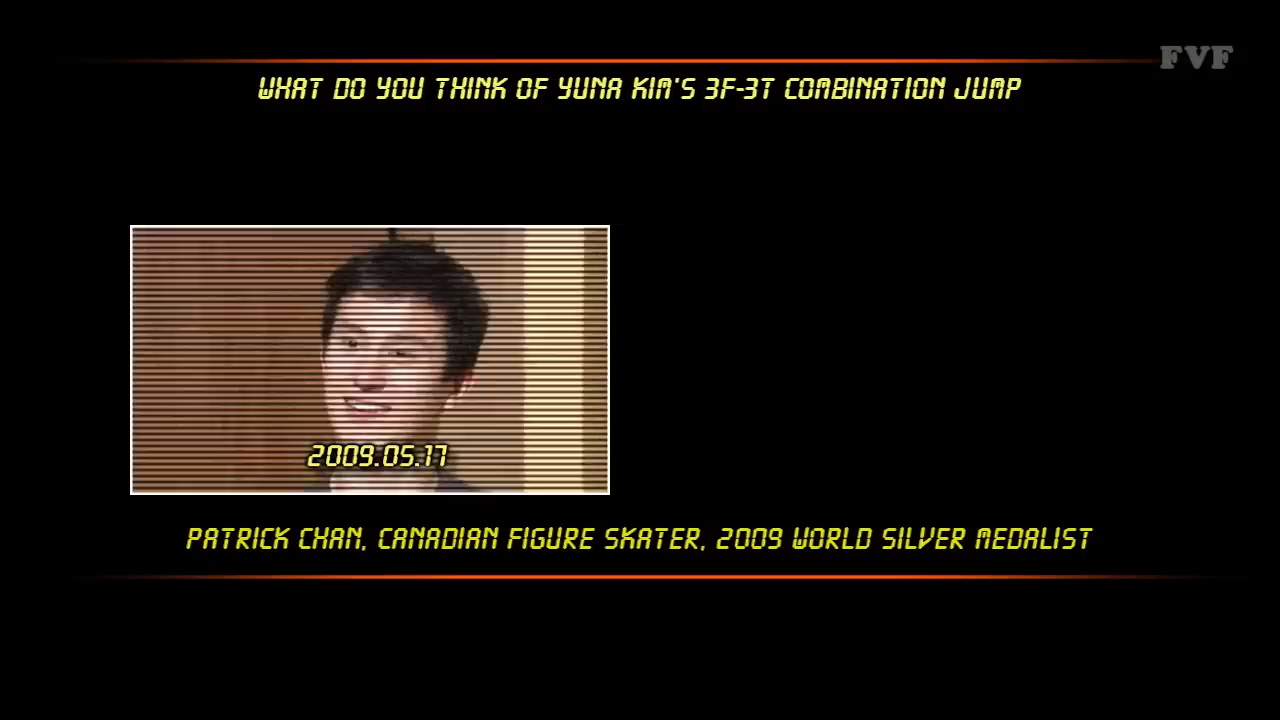 FVF
WHAT DO YOU THINK OF YUNA KIM'S 3F-3T COMBINATION JUMP
2009.05.17
PATRICK CHAN, CANADIAN FIGURE SKATER, 2009 WORLD SILVER MEDALIST